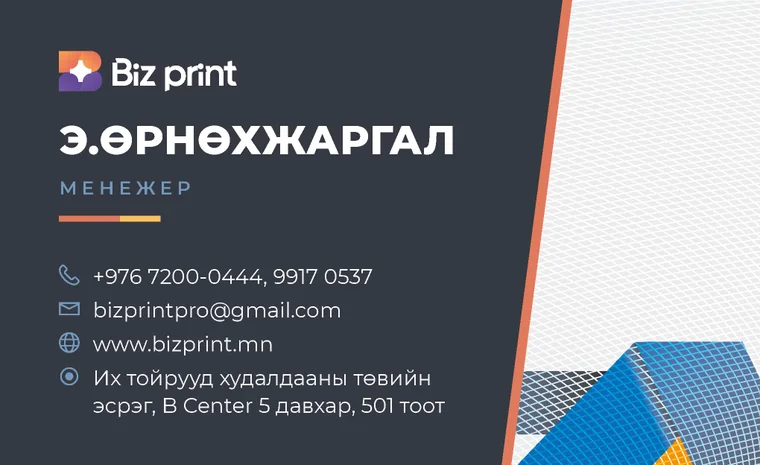 Biz print
Э.ӨРНӨХЖАРГАЛ
МЕНЕЖЕР
+976 7200-0444, 9917 0537
bizprintpro@gmail.com
www.bizprint.mn
Их тойрууд худалдааны төвийн
эсрэг, B Center 5 давхар, 501 тоот